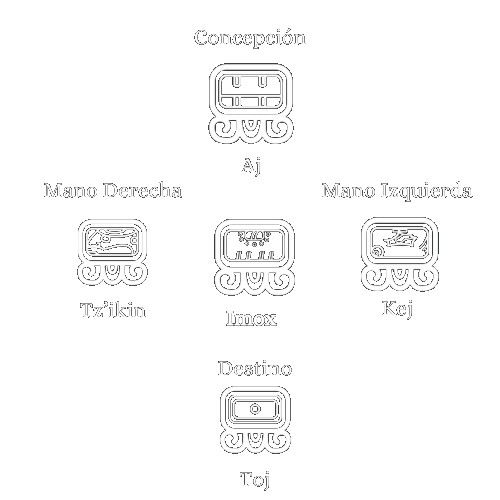 Concepción
Aj
Mano Derecha
Mano Izquierda
Tz'ikin
Imox
Kej
Destino
Toj